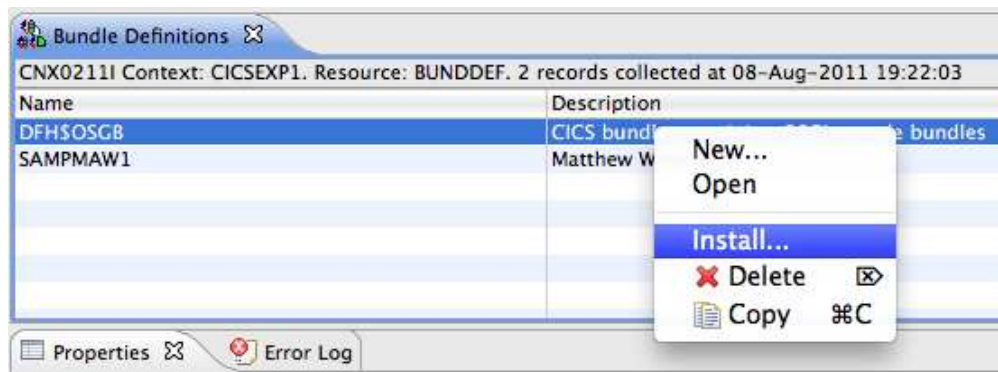 Bundle Definitions
CNX0211I Context: CICSEXP1. Resource: BUNDDEF. 2 records collected at 08-Aug-2011 19:22:03
Name Description
DFH$OSGB CICS bundle bundles
SAMPMAW1 Matthew W
New...
Open
Install...
Delete
Copy ⌘C
Properties Error Log